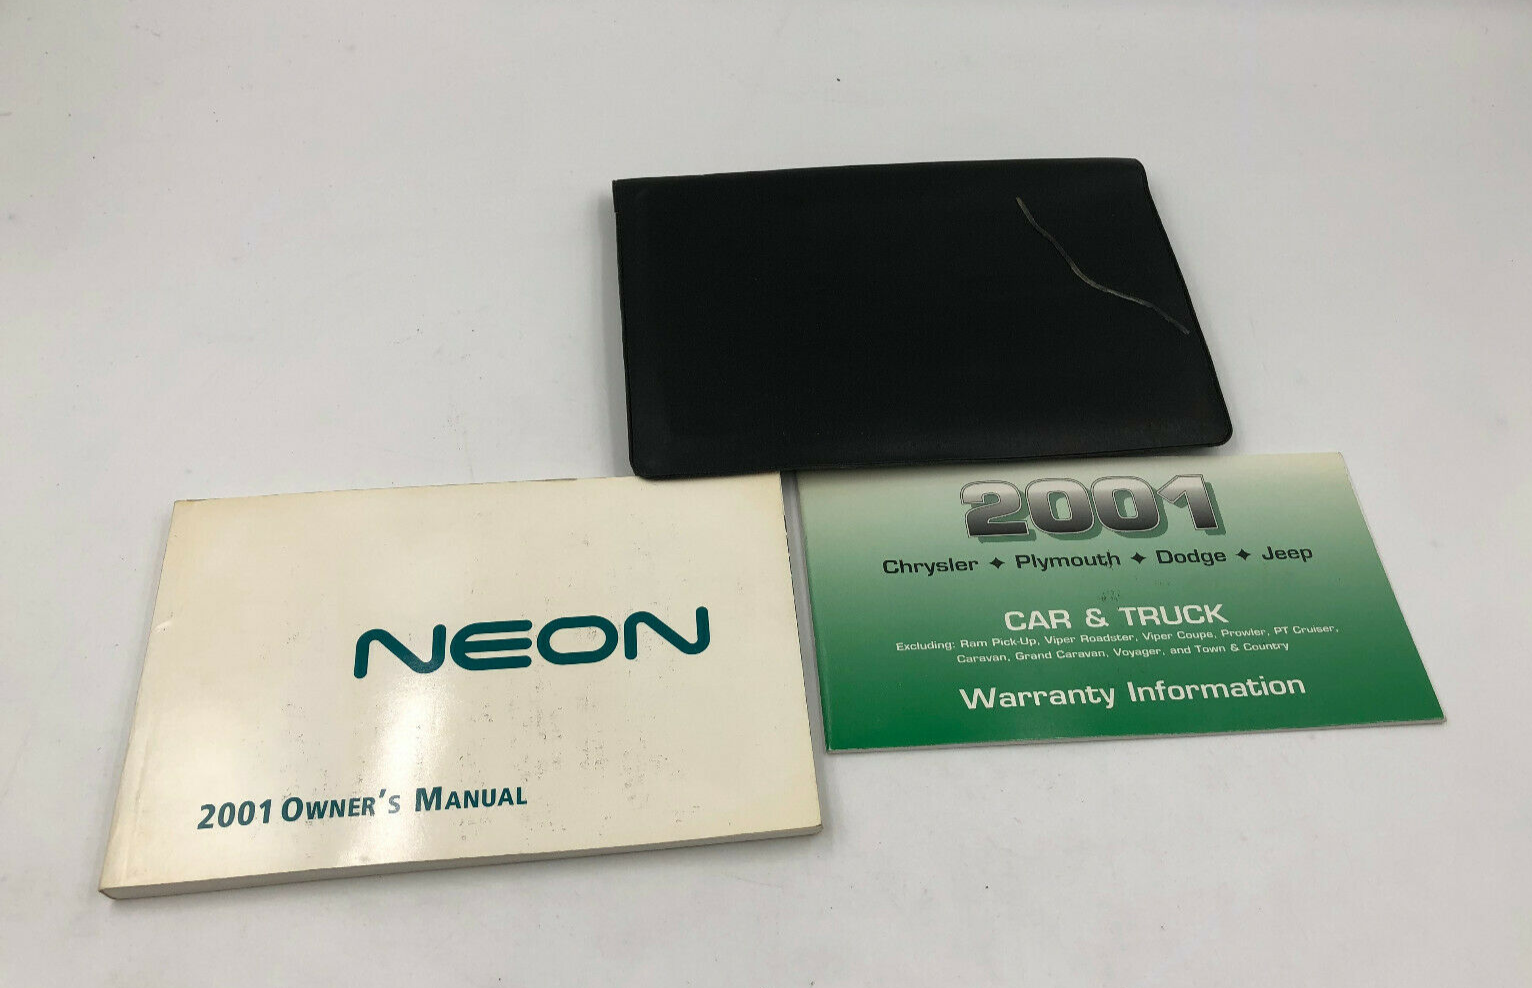 NEON
2001 OWNER'S MANUAL
2001
Chrysler ✦ Plymouth ✦ Dodge ✦ Jeep
CAR & TRUCK
Excluding: Ram Pick-Up, Viper Roadster, Viper Coupe, Prowler, PT Cruiser,
Caravan, Grand Caravan, Voyager, and Town & Country
Warranty Information